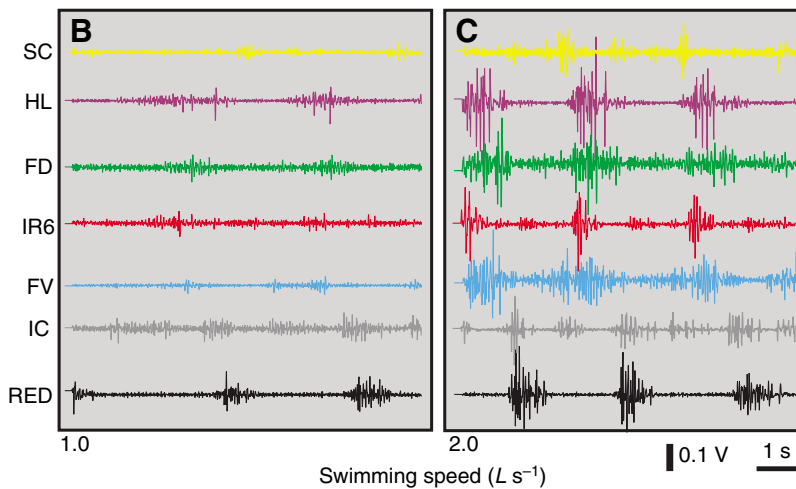 B
C
SC
HL
FD
IR6
FV
IC
RED
1.0
2.0
0.1 V
1 s
Swimming speed (L s⁻¹)